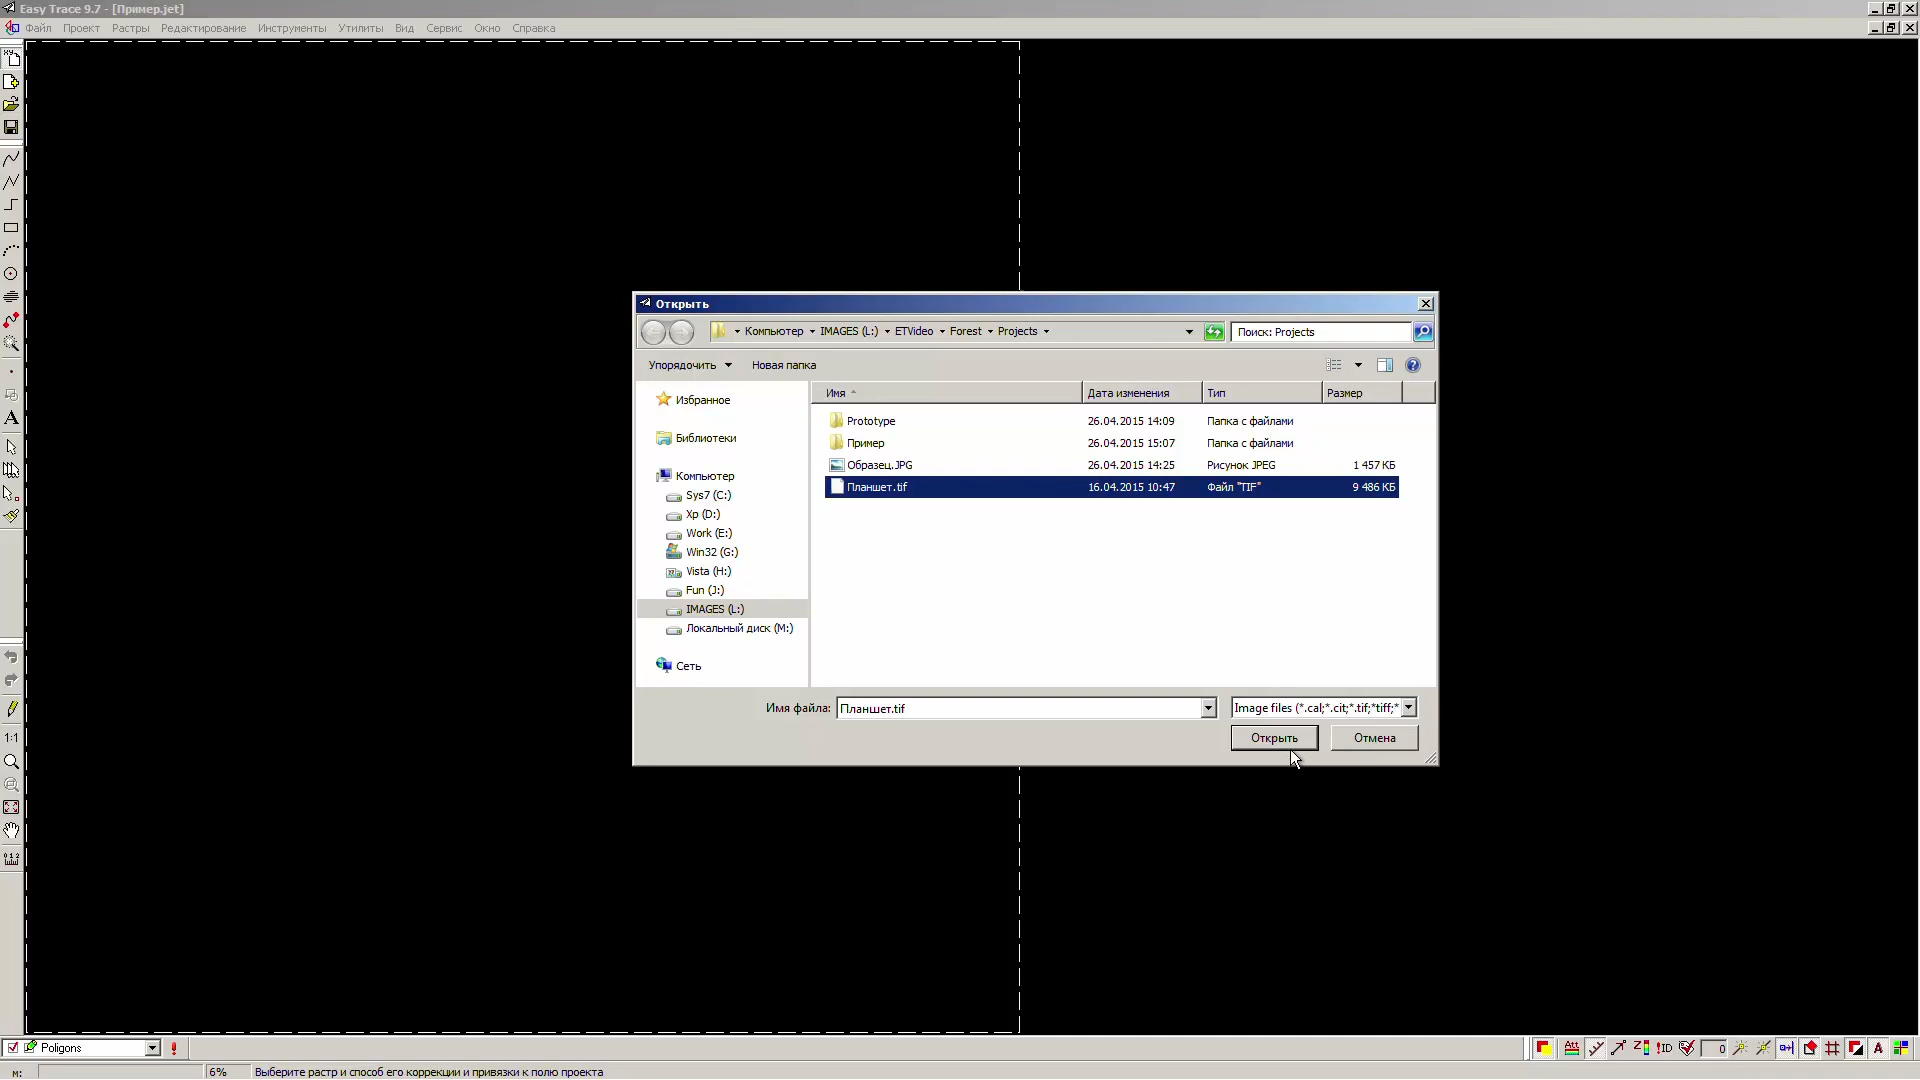 Easy Trace 9.7 - [Пример.jet]
Файл Проект Растры Редактирование Инструменты Утилиты Вид Сервис Окно Справка
Открыть
Компьютер IMAGES (L:) ETVideo Forest Projects
Поиск: Projects
Упорядочить Новая папка
Имя Дата изменения Тип Размер
Избранное
Библиотеки
Компьютер
Sys7 (C:)
Xp (D:)
Work (E:)
Win32 (G:)
Vista (H:)
Fun (J:)
IMAGES (L:)
Локальный диск (M:)
Сеть
Prototype 26.04.2015 14:09 Папка с файлами
Пример 26.04.2015 15:07 Папка с файлами
Образец.JPG 26.04.2015 14:25 Рисунок JPEG 1 457 КБ
Планшет.tif 16.04.2015 10:47 Файл "TIF" 9 486 КБ
Имя файла: Планшет.tif
Image files (*.cal;*.cit;*.tif;*tiff;*
Открыть Отмена
1:1
Poligons
Att
!ID
0
A
м:
6%
Выберите растр и способ его коррекции и привязки к полю проекта